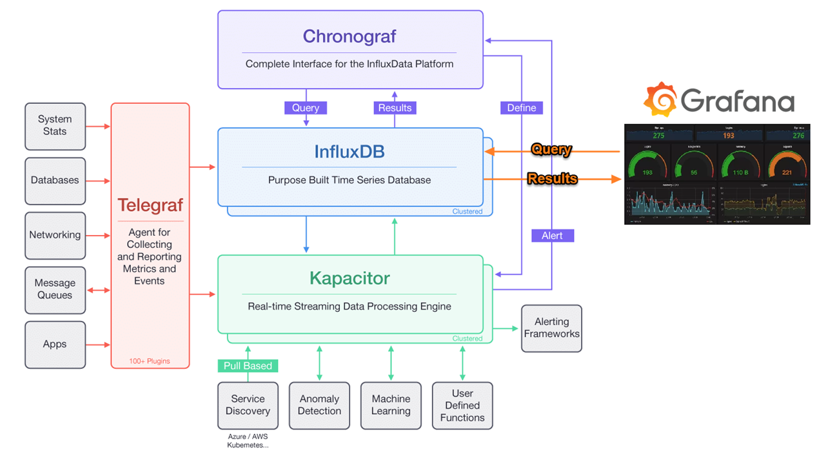 Chronograf
Complete Interface for the InfluxData Platform
Query
Results
Define
Grafana
System
Stats
Databases
Networking
Message
Queues
Apps
Telegraf
Agent for
Collecting
and Reporting
Metrics and
Events
100+ Plugins
InfluxDB
Purpose Built Time Series Database
Clustered
Query
Results
275
193
276
193
56
110 B
221
Alert
Kapacitor
Real-time Streaming Data Processing Engine
Clustered
Alerting
Frameworks
Pull Based
Service
Discovery
Azure / AWS
Kubernetes...
Anomaly
Detection
Machine
Learning
User
Defined
Functions